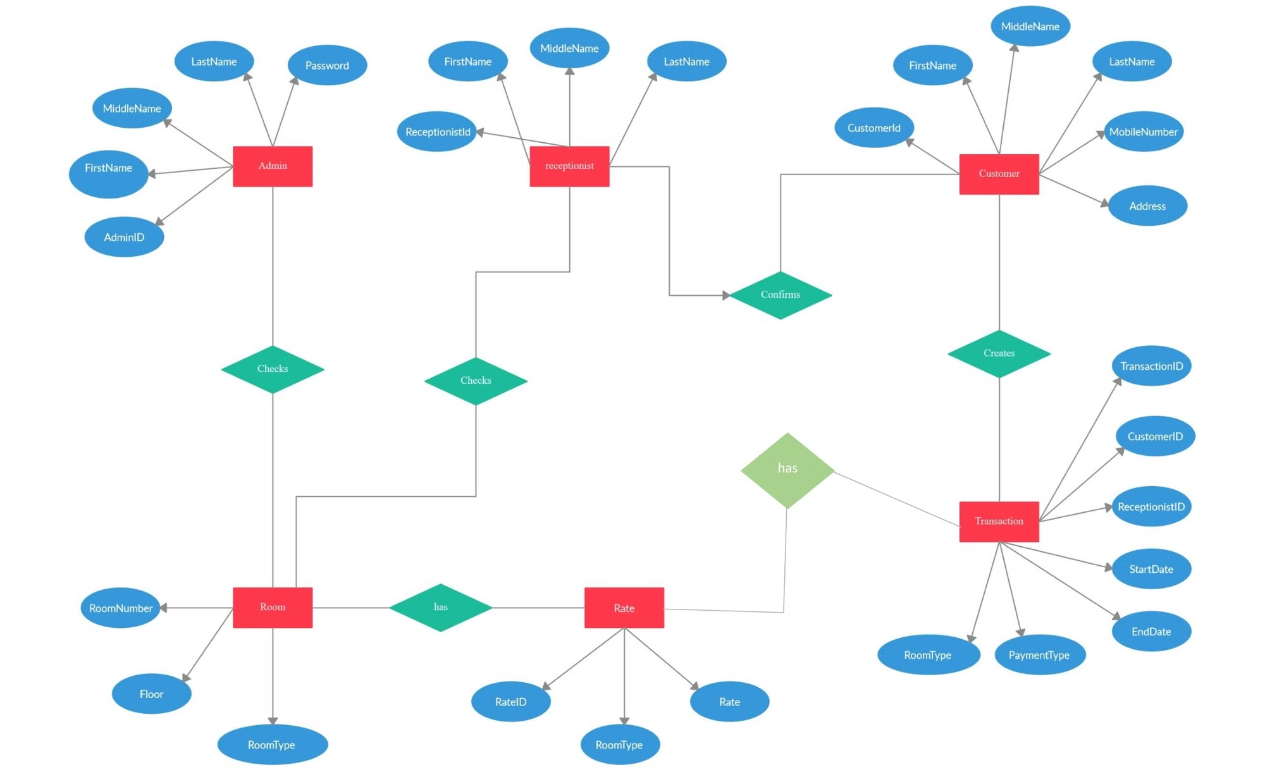 MiddleName
MiddleName
LastName
Password
FirstName
LastName
FirstName
LastName
MiddleName
ReceptionistId
CustomerId
MobileNumber
FirstName
Admin
receptionist
Customer
AdminID
Address
Confirms
Checks
Checks
Creates
TransactionID
CustomerID
has
ReceptionistID
Transaction
StartDate
RoomNumber
Room
has
Rate
EndDate
RoomType
PaymentType
Floor
RateID
Rate
RoomType
RoomType